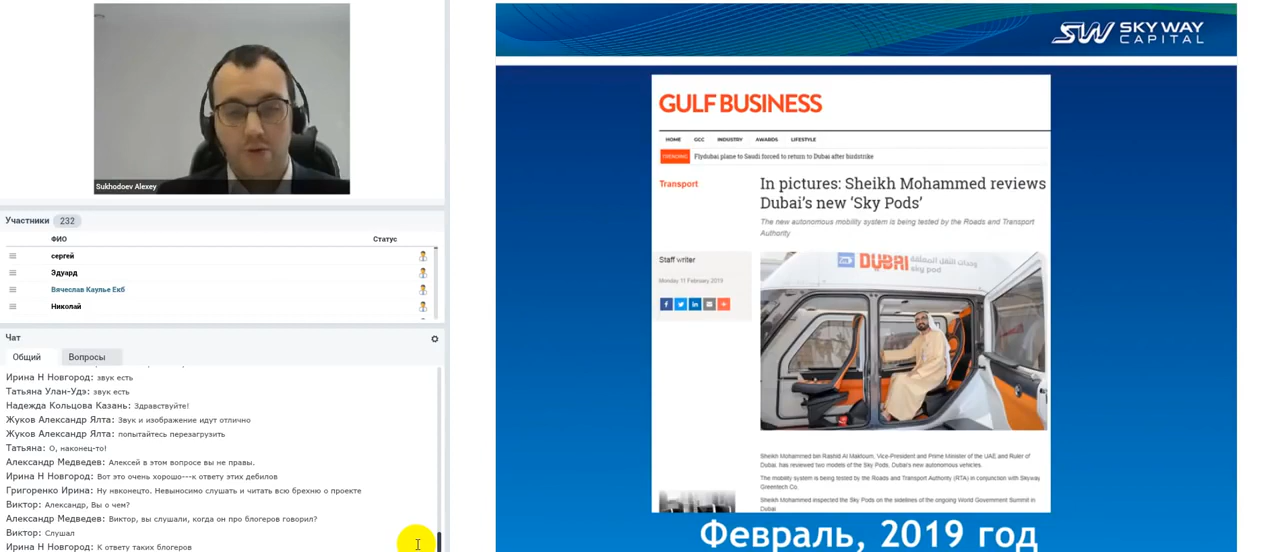 Sukhodoev Alexey
Участники 232
ФИО Статус
сергей
Эдуард
Вячеслав Каулье Екб
Николай
Чат
Общий Вопросы
Ирина Н Новгород: звук есть
Татьяна Улан-Удэ: звук есть
Надежда Кольцова Казань: Здравствуйте!
Жуков Александр Ялта: Звук и изображение идут отлично
Жуков Александр Ялта: попытайтесь перезагрузить
Татьяна: О, наконец-то!
Александр Медведев: Алексей в этом вопросе вы не правы.
Ирина Н Новгород: Вот это очень хорошо---к ответу этих дебилов
Григоренко Ирина: Ну нвконецто. Невыносимо слушать и читать всю брехню о проекте
Виктор: Александр, Вы о чем?
Александр Медведев: Виктор, вы слушали, когда он про блогеров говорил?
Виктор: Слушал
Ирина Н Новгород: К ответу таких блогеров
SW SKY WAY
CAPITAL
GULF BUSINESS
HOME GCC INDUSTRY AWARDS LIFESTYLE
TRENDING Flydubai plane to Saudi forced to return to Dubai after birdstrike
Transport
In pictures: Sheikh Mohammed reviews
Dubai's new 'Sky Pods'
The new autonomous mobility system is being tested by the Roads and Transport
Authority
Staff writer
Monday 11 February 2019
DUBAI
sky pod
Sheikh Mohammed bin Rashid Al Maktoum, Vice-President and Prime Minister of the UAE and Ruler of
Dubai, has reviewed two models of the Sky Pods, Dubai's new autonomous vehicles.
The mobility system is being tested by the Roads and Transport Authority (RTA) in conjunction with Skyway
Greentech Co.
Sheikh Mohammed inspected the Sky Pods on the sidelines of the ongoing World Government Summit in
Dubai
Февраль, 2019 год